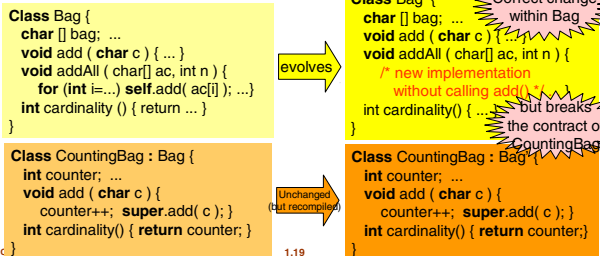 Class Bag {
char [] bag; ...
void add ( char c ) { ... }
void addAll ( char[] ac, int n ) {
for (int i=...) self.add( ac[i] ); ...}
int cardinality () { return ... }
}
evolves
Class Bag {
char [] bag; ...
void add ( char c ) { ...}
void addAll ( char[] ac, int n ) {
/* new implementation
without calling add() */
int cardinality() { ...
}
Correct change
within Bag
but breaks
the contract
CountingBag
Class CountingBag : Bag {
int counter; ...
void add ( char c ) {
counter++; super.add( c ); }
int cardinality() { return counter; }
}
Unchanged
(but recompiled)
Class CountingBag : Bag {
int counter; ...
void add ( char c ) {
counter++; super.add( c ); }
int cardinality() { return counter;}
}
1.19